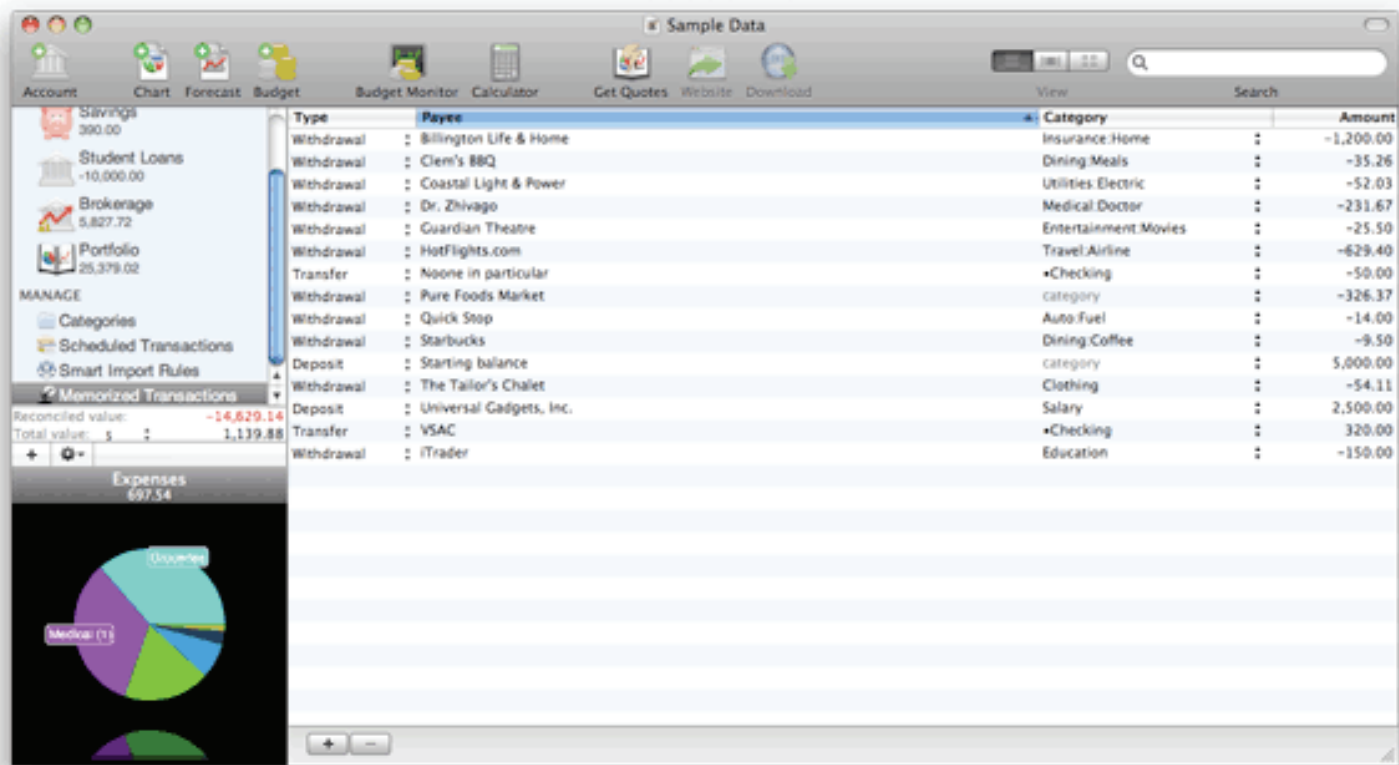 Sample Data
Account Chart Forecast Budget Budget Monitor Calculator Get Quotes Website Download View Search
Savings
390.00
Student Loans
-10,000.00
Brokerage
5,827.72
Portfolio
25,379.02
MANAGE
Categories
Scheduled Transactions
Smart Import Rules
Memorized Transactions
Reconciled value: -14,629.14
Total value: $ 1,139.88
Expenses
697.54
Groceries
Medical (1)
Type Payee Category Amount
Withdrawal Billington Life & Home Insurance:Home -1,200.00
Withdrawal Clem's BBQ Dining:Meals -35.26
Withdrawal Coastal Light & Power Utilities:Electric -52.03
Withdrawal Dr. Zhivago Medical:Doctor -231.67
Withdrawal Guardian Theatre Entertainment:Movies -25.50
Withdrawal HotFlights.com Travel:Airline -629.40
Transfer Noone in particular •Checking -50.00
Withdrawal Pure Foods Market category -326.37
Withdrawal Quick Stop Auto:Fuel -14.00
Withdrawal Starbucks Dining:Coffee -9.50
Deposit Starting balance category 5,000.00
Withdrawal The Tailor's Chalet Clothing -54.11
Deposit Universal Gadgets, Inc. Salary 2,500.00
Transfer VSAC •Checking 320.00
Withdrawal iTrader Education -150.00